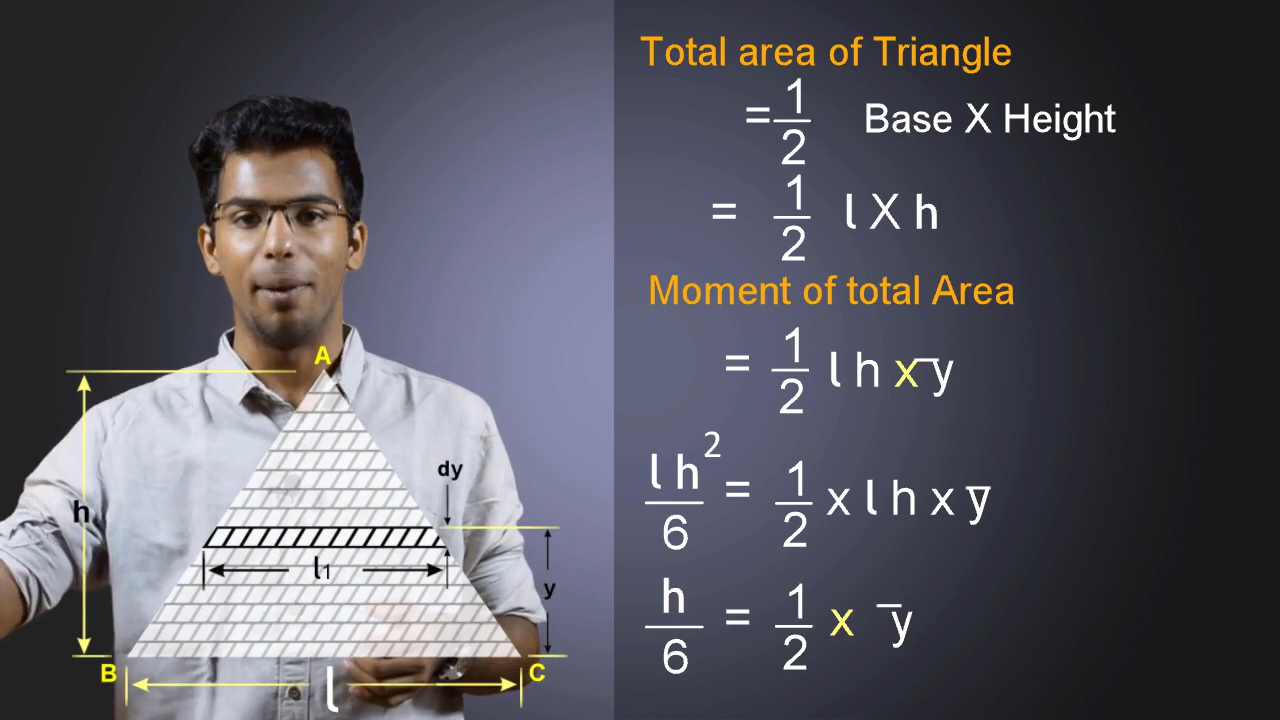 Total area of Triangle
= 1/2 Base X Height
= 1/2 l X h
Moment of total Area
= 1/2 l h x y̅
l h²/6 = 1/2 x l h x y̅
h/6 = 1/2 x y̅
A
dy
h
l₁
y
B
l
C